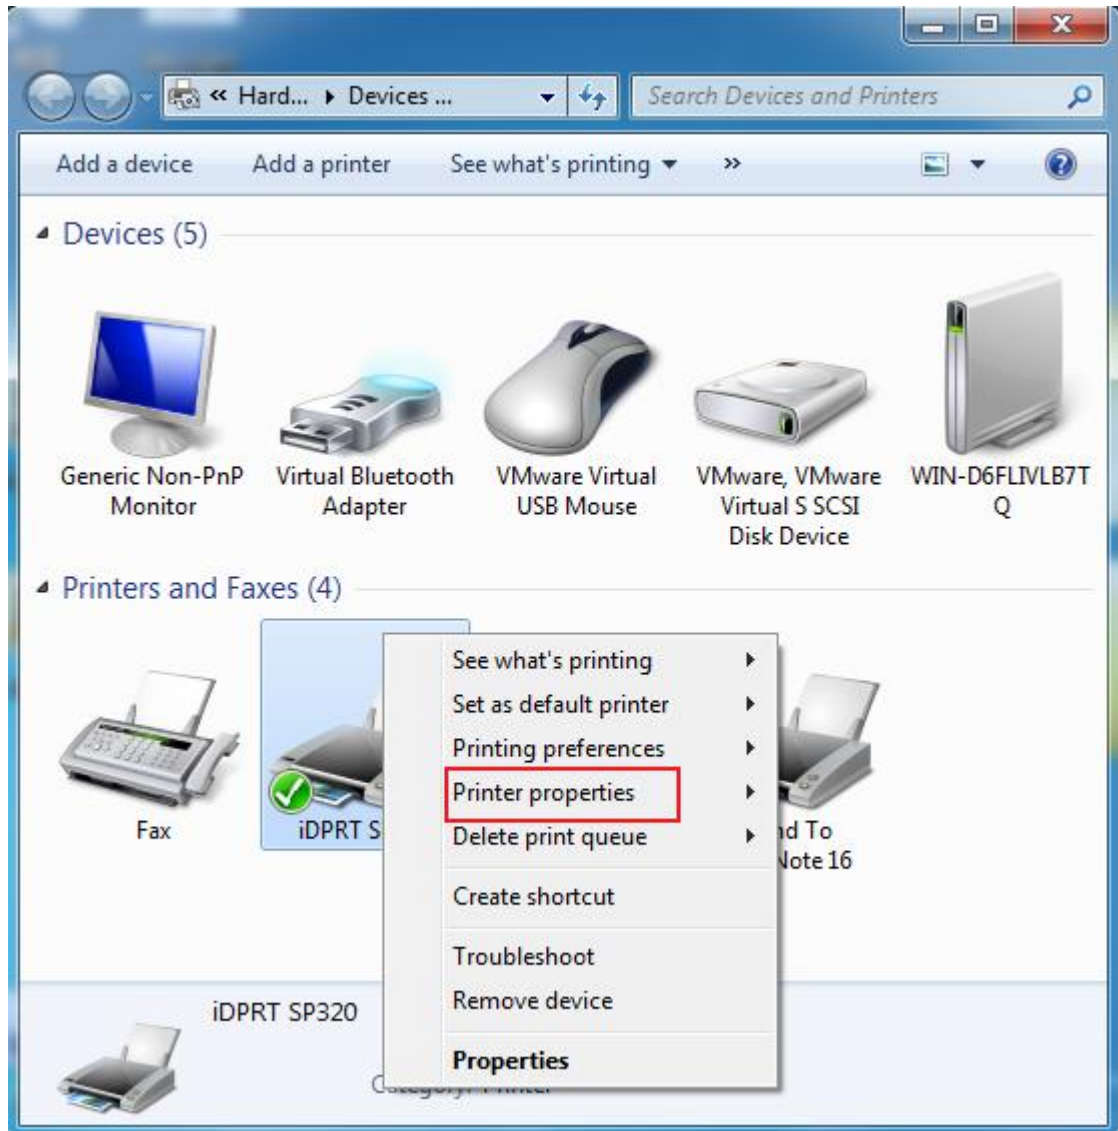 « Hard... ▸ Devices ...
Search Devices and Printers
Add a device Add a printer See what's printing »
Devices (5)
Generic Non-PnP
Monitor
Virtual Bluetooth
Adapter
VMware Virtual
USB Mouse
VMware, VMware
Virtual S SCSI
Disk Device
WIN-D6FLIVLB7T
Q
Printers and Faxes (4)
Fax
iDPRT S
nd To
Note 16
See what's printing
Set as default printer
Printing preferences
Printer properties
Delete print queue
Create shortcut
Troubleshoot
Remove device
Properties
iDPRT SP320